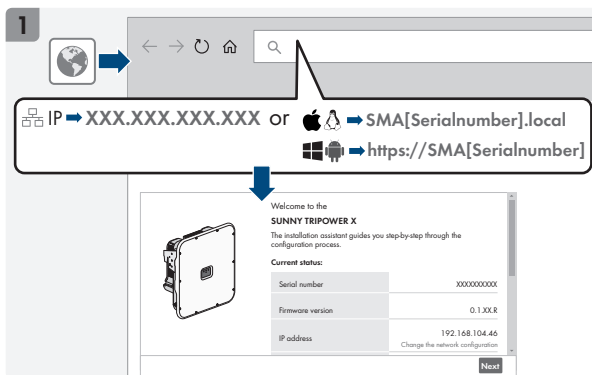 1
IP XXX.XXX.XXX.XXX or SMA[Serialnumber].local
https://SMA[Serialnumber]
Welcome to the
SUNNY TRIPOWER X
The installation assistant guides you step-by-step through the
configuration process.
Current status:
Serial number XXXXXXXXXX
Firmware version 0.1.XX.R
IP address 192.168.104.46
Change the network configuration
Next